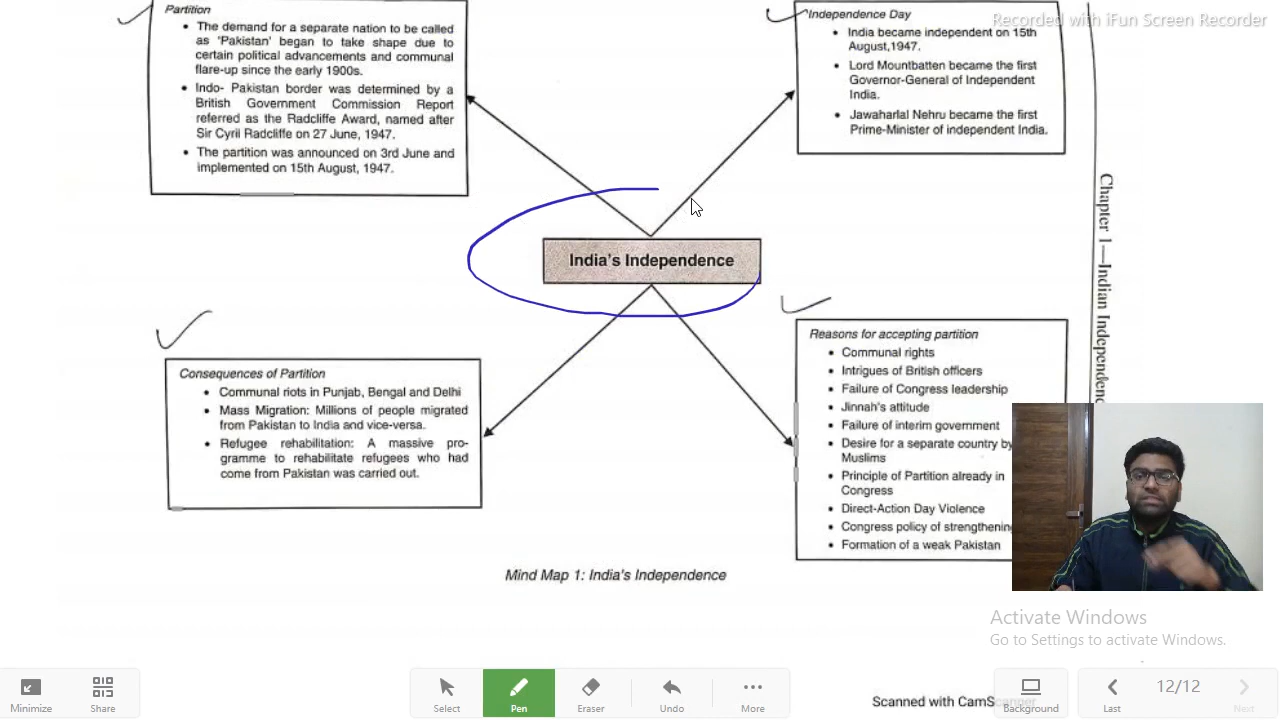 Partition
• The demand for a separate nation to be called
as 'Pakistan' began to take shape due to
certain political advancements and communal
flare-up since the early 1900s.
• Indo- Pakistan border was determined by a
British Government Commission Report
referred as the Radcliffe Award, named after
Sir Cyril Radcliffe on 27 June, 1947.
• The partition was announced on 3rd June and
implemented on 15th August, 1947.
Independence Day
Recorded with iFun Screen Recorder
• India became independent on 15th
August,1947.
• Lord Mountbatten became the first
Governor-General of Independent
India.
• Jawaharlal Nehru became the first
Prime-Minister of independent India.
India's Independence
Chapter 1—Indian Independenc
Consequences of Partition
• Communal riots in Punjab, Bengal and Delhi
• Mass Migration: Millions of people migrated
from Pakistan to India and vice-versa.
• Refugee rehabilitation: A massive pro-
gramme to rehabilitate refugees who had
come from Pakistan was carried out.
Reasons for accepting partition
• Communal rights
• Intrigues of British officers
• Failure of Congress leadership
• Jinnah's attitude
• Failure of interim government
• Desire for a separate country by
Muslims
• Principle of Partition already in
Congress
• Direct-Action Day Violence
• Congress policy of strengthening
• Formation of a weak Pakistan
Mind Map 1: India's Independence
Activate Windows
Go to Settings to activate Windows.
Scanned with CamScanner
Minimize
Share
Select
Pen
Eraser
Undo
More
Background
Last
12/12
Next